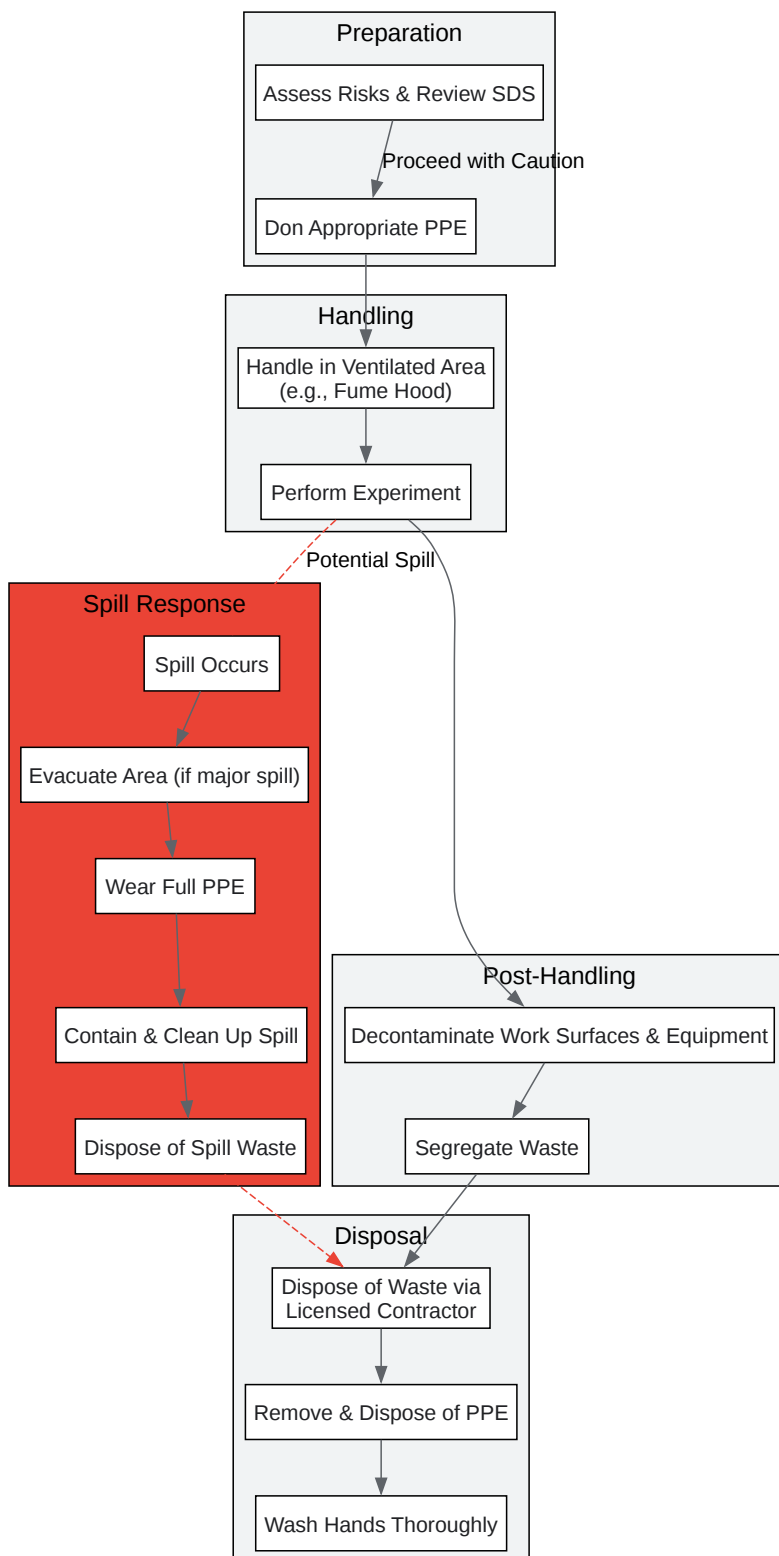 Preparation
Assess Risks & Review SDS
Proceed with Caution
Don Appropriate PPE
Handling
Handle in Ventilated Area
(e.g., Fume Hood)
Perform Experiment
Potential Spill
Spill Response
Spill Occurs
Evacuate Area (if major spill)
Wear Full PPE
Contain & Clean Up Spill
Dispose of Spill Waste
Post-Handling
Decontaminate Work Surfaces & Equipment
Segregate Waste
Disposal
Dispose of Waste via
Licensed Contractor
Remove & Dispose of PPE
Wash Hands Thoroughly